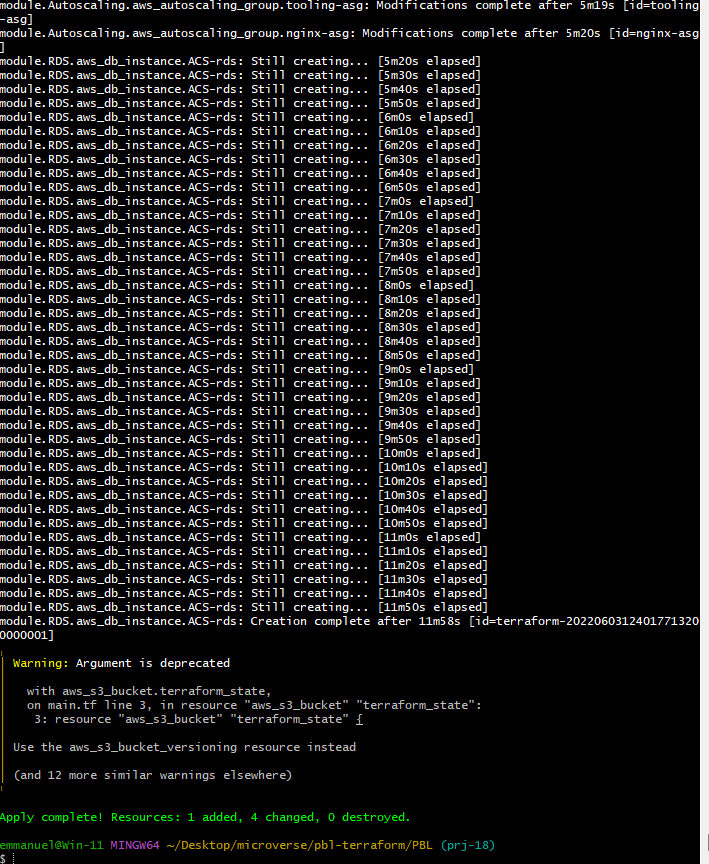 module.Autoscaling.aws_autoscaling_group.tooling-asg: Modifications complete after 5m19s [id=tooling
-asg]
module.Autoscaling.aws_autoscaling_group.nginx-asg: Modifications complete after 5m20s [id=nginx-asg
]
module.RDS.aws_db_instance.ACS-rds: Still creating... [5m20s elapsed]
module.RDS.aws_db_instance.ACS-rds: Still creating... [5m30s elapsed]
module.RDS.aws_db_instance.ACS-rds: Still creating... [5m40s elapsed]
module.RDS.aws_db_instance.ACS-rds: Still creating... [5m50s elapsed]
module.RDS.aws_db_instance.ACS-rds: Still creating... [6m0s elapsed]
module.RDS.aws_db_instance.ACS-rds: Still creating... [6m10s elapsed]
module.RDS.aws_db_instance.ACS-rds: Still creating... [6m20s elapsed]
module.RDS.aws_db_instance.ACS-rds: Still creating... [6m30s elapsed]
module.RDS.aws_db_instance.ACS-rds: Still creating... [6m40s elapsed]
module.RDS.aws_db_instance.ACS-rds: Still creating... [6m50s elapsed]
module.RDS.aws_db_instance.ACS-rds: Still creating... [7m0s elapsed]
module.RDS.aws_db_instance.ACS-rds: Still creating... [7m10s elapsed]
module.RDS.aws_db_instance.ACS-rds: Still creating... [7m20s elapsed]
module.RDS.aws_db_instance.ACS-rds: Still creating... [7m30s elapsed]
module.RDS.aws_db_instance.ACS-rds: Still creating... [7m40s elapsed]
module.RDS.aws_db_instance.ACS-rds: Still creating... [7m50s elapsed]
module.RDS.aws_db_instance.ACS-rds: Still creating... [8m0s elapsed]
module.RDS.aws_db_instance.ACS-rds: Still creating... [8m10s elapsed]
module.RDS.aws_db_instance.ACS-rds: Still creating... [8m20s elapsed]
module.RDS.aws_db_instance.ACS-rds: Still creating... [8m30s elapsed]
module.RDS.aws_db_instance.ACS-rds: Still creating... [8m40s elapsed]
module.RDS.aws_db_instance.ACS-rds: Still creating... [8m50s elapsed]
module.RDS.aws_db_instance.ACS-rds: Still creating... [9m0s elapsed]
module.RDS.aws_db_instance.ACS-rds: Still creating... [9m10s elapsed]
module.RDS.aws_db_instance.ACS-rds: Still creating... [9m20s elapsed]
module.RDS.aws_db_instance.ACS-rds: Still creating... [9m30s elapsed]
module.RDS.aws_db_instance.ACS-rds: Still creating... [9m40s elapsed]
module.RDS.aws_db_instance.ACS-rds: Still creating... [9m50s elapsed]
module.RDS.aws_db_instance.ACS-rds: Still creating... [10m0s elapsed]
module.RDS.aws_db_instance.ACS-rds: Still creating... [10m10s elapsed]
module.RDS.aws_db_instance.ACS-rds: Still creating... [10m20s elapsed]
module.RDS.aws_db_instance.ACS-rds: Still creating... [10m30s elapsed]
module.RDS.aws_db_instance.ACS-rds: Still creating... [10m40s elapsed]
module.RDS.aws_db_instance.ACS-rds: Still creating... [10m50s elapsed]
module.RDS.aws_db_instance.ACS-rds: Still creating... [11m0s elapsed]
module.RDS.aws_db_instance.ACS-rds: Still creating... [11m10s elapsed]
module.RDS.aws_db_instance.ACS-rds: Still creating... [11m20s elapsed]
module.RDS.aws_db_instance.ACS-rds: Still creating... [11m30s elapsed]
module.RDS.aws_db_instance.ACS-rds: Still creating... [11m40s elapsed]
module.RDS.aws_db_instance.ACS-rds: Still creating... [11m50s elapsed]
module.RDS.aws_db_instance.ACS-rds: Creation complete after 11m58s [id=terraform-2022060312401771320
0000001]
Warning: Argument is deprecated
with aws_s3_bucket.terraform_state,
on main.tf line 3, in resource "aws_s3_bucket" "terraform_state":
3: resource "aws_s3_bucket" "terraform_state" {
Use the aws_s3_bucket_versioning resource instead
(and 12 more similar warnings elsewhere)
Apply complete! Resources: 1 added, 4 changed, 0 destroyed.
emmanuel@Win-11 MINGW64 ~/Desktop/microverse/pbl-terraform/PBL (prj-18)
$